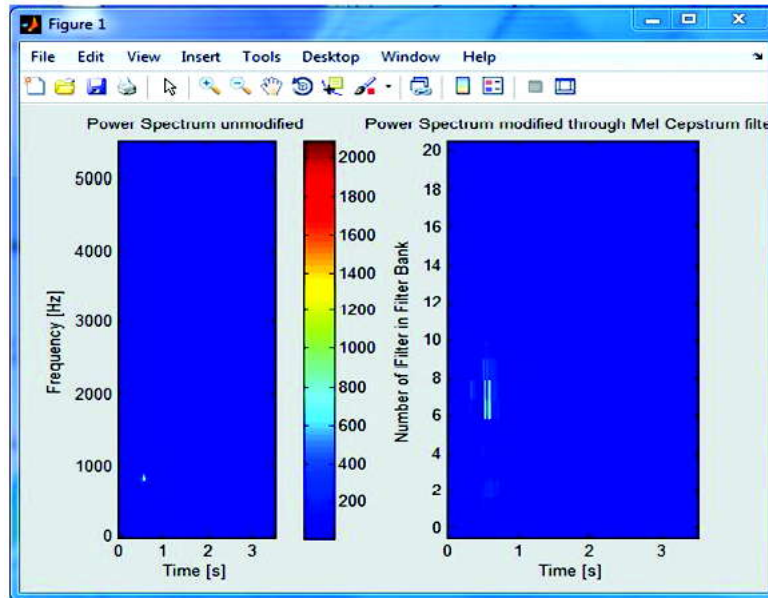 Figure 1
File Edit View Insert Tools Desktop Window Help
Power Spectrum unmodified
Power Spectrum modified through Mel Cepstrum filte
5000
4000
3000
2000
1000
0
Frequency [Hz]
0 1 2 3
Time [s]
2000
1800
1600
1400
1200
1000
800
600
400
200
20
18
16
14
12
10
8
6
4
2
0
Number of Filter in Filter Bank
0 1 2 3
Time [s]